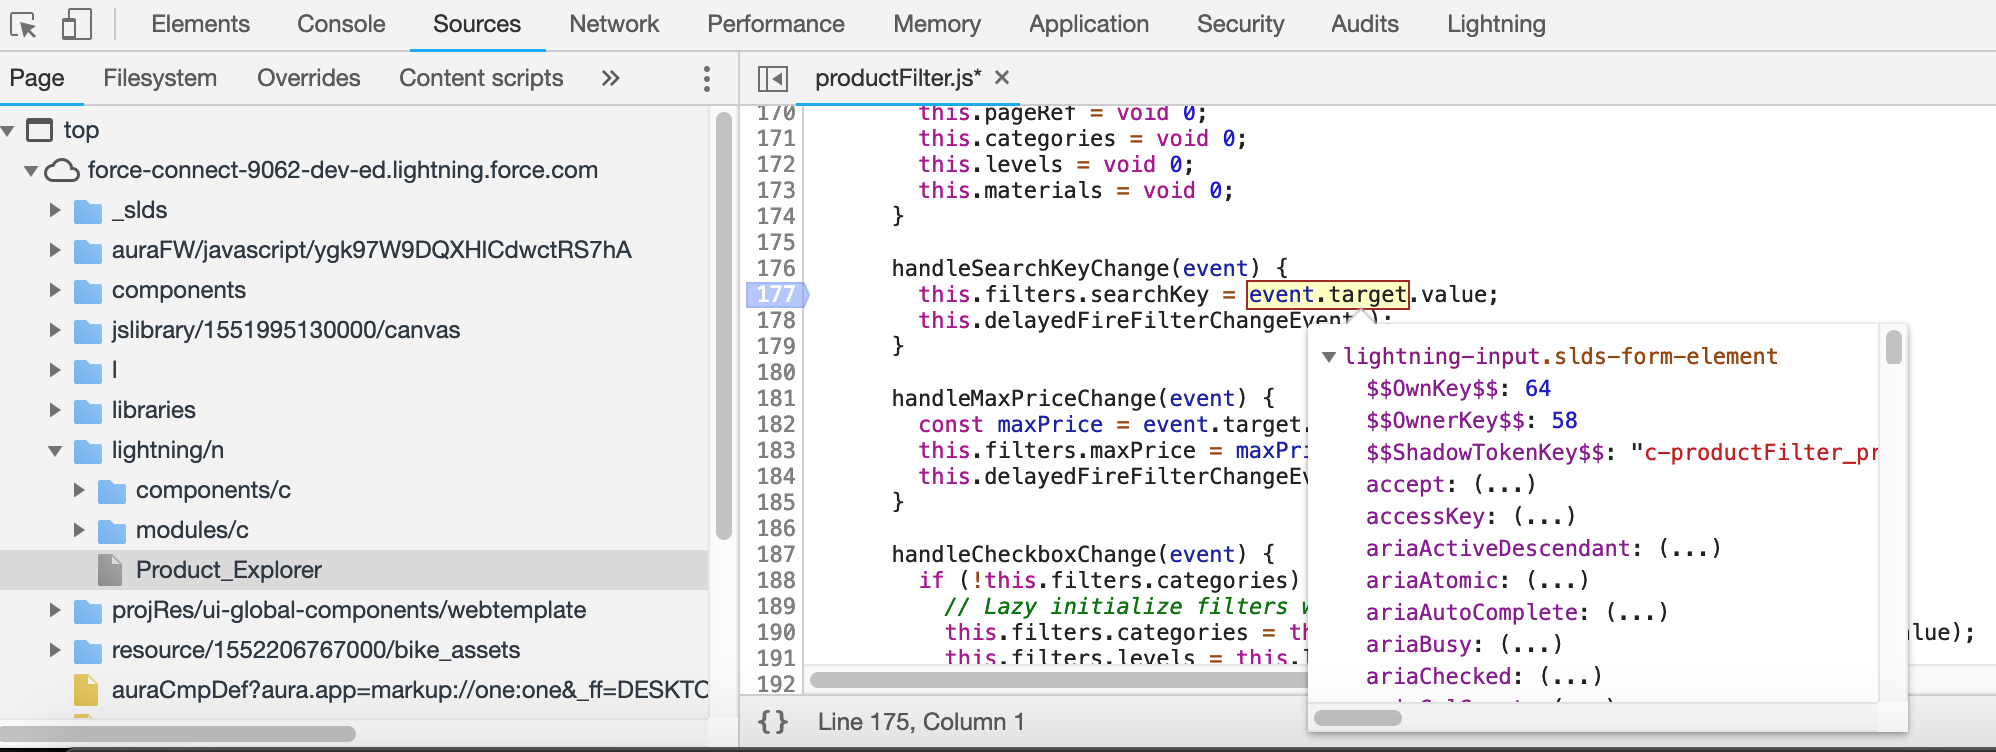 Elements Console Sources Network Performance Memory Application Security Audits Lightning
Page Filesystem Overrides Content scripts »
productFilter.js* ×
top
force-connect-9062-dev-ed.lightning.force.com
_slds
auraFW/javascript/ygk97W9DQXHlCdwctRS7hA
components
jslibrary/1551995130000/canvas
l
libraries
lightning/n
components/c
modules/c
Product_Explorer
projRes/ui-global-components/webtemplate
resource/1552206767000/bike_assets
auraCmpDef?aura.app=markup://one:one&_ff=DESKTO
170 this.pageRef = void 0;
171 this.categories = void 0;
172 this.levels = void 0;
173 this.materials = void 0;
174 }
175
176 handleSearchKeyChange(event) {
177 this.filters.searchKey = event.target.value;
178 this.delayedFireFilterChangeEvent();
179 }
180
181 handleMaxPriceChange(event) {
182 const maxPrice = event.target.
183 this.filters.maxPrice = maxPri
184 this.delayedFireFilterChangeEv
185 }
186
187 handleCheckboxChange(event) {
188 if (!this.filters.categories)
189 // Lazy initialize filters w
190 this.filters.categories = th lue);
191 this.filters.levels = this.l
192
lightning-input.slds-form-element
$$OwnKey$$: 64
$$OwnerKey$$: 58
$$ShadowTokenKey$$: "c-productFilter_pr
accept: (...)
accessKey: (...)
ariaActiveDescendant: (...)
ariaAtomic: (...)
ariaAutoComplete: (...)
ariaBusy: (...)
ariaChecked: (...)
{} Line 175, Column 1